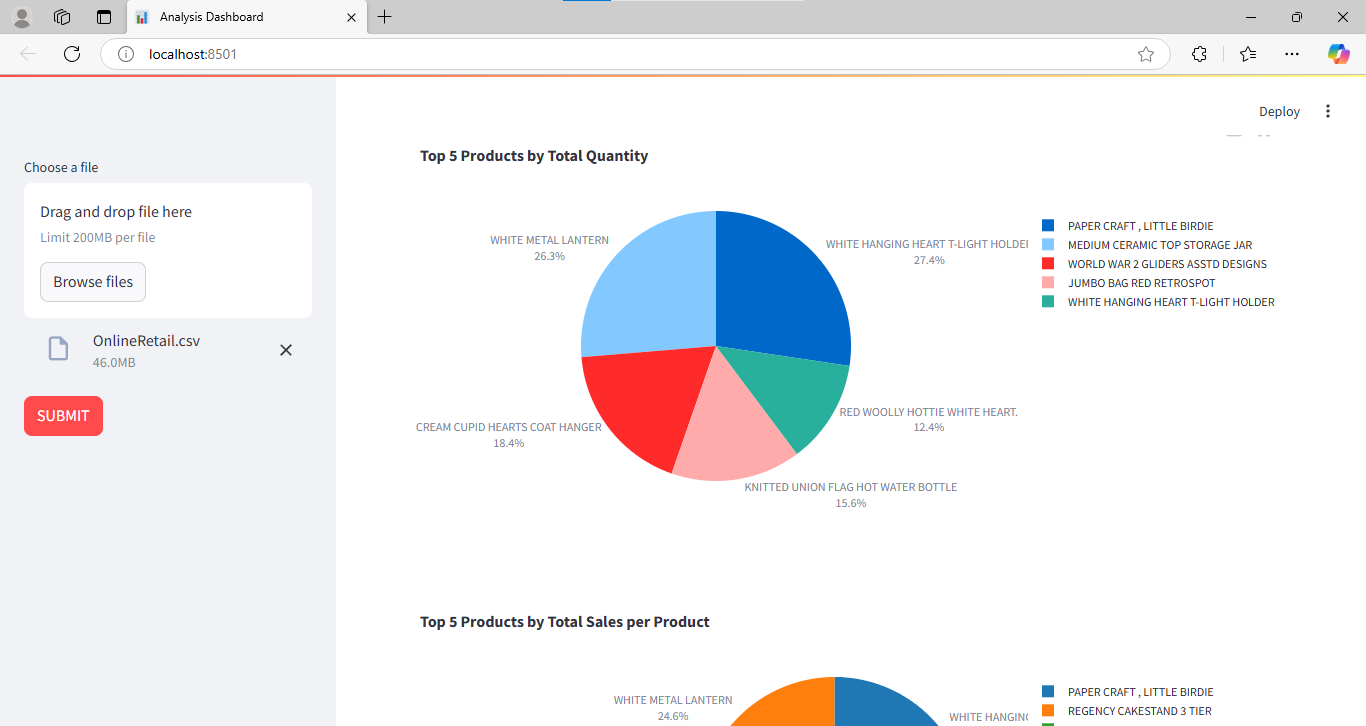 Analysis Dashboard
localhost:8501
Deploy
Choose a file
Drag and drop file here
Limit 200MB per file
Browse files
OnlineRetail.csv
46.0MB
SUBMIT
Top 5 Products by Total Quantity
WHITE METAL LANTERN
26.3%
WHITE HANGING HEART T-LIGHT HOLDE
27.4%
CREAM CUPID HEARTS COAT HANGER
18.4%
RED WOOLLY HOTTIE WHITE HEART.
12.4%
KNITTED UNION FLAG HOT WATER BOTTLE
15.6%
PAPER CRAFT , LITTLE BIRDIE
MEDIUM CERAMIC TOP STORAGE JAR
WORLD WAR 2 GLIDERS ASSTD DESIGNS
JUMBO BAG RED RETROSPOT
WHITE HANGING HEART T-LIGHT HOLDER
Top 5 Products by Total Sales per Product
WHITE METAL LANTERN
24.6%
WHITE HANGING
PAPER CRAFT , LITTLE BIRDIE
REGENCY CAKESTAND 3 TIER